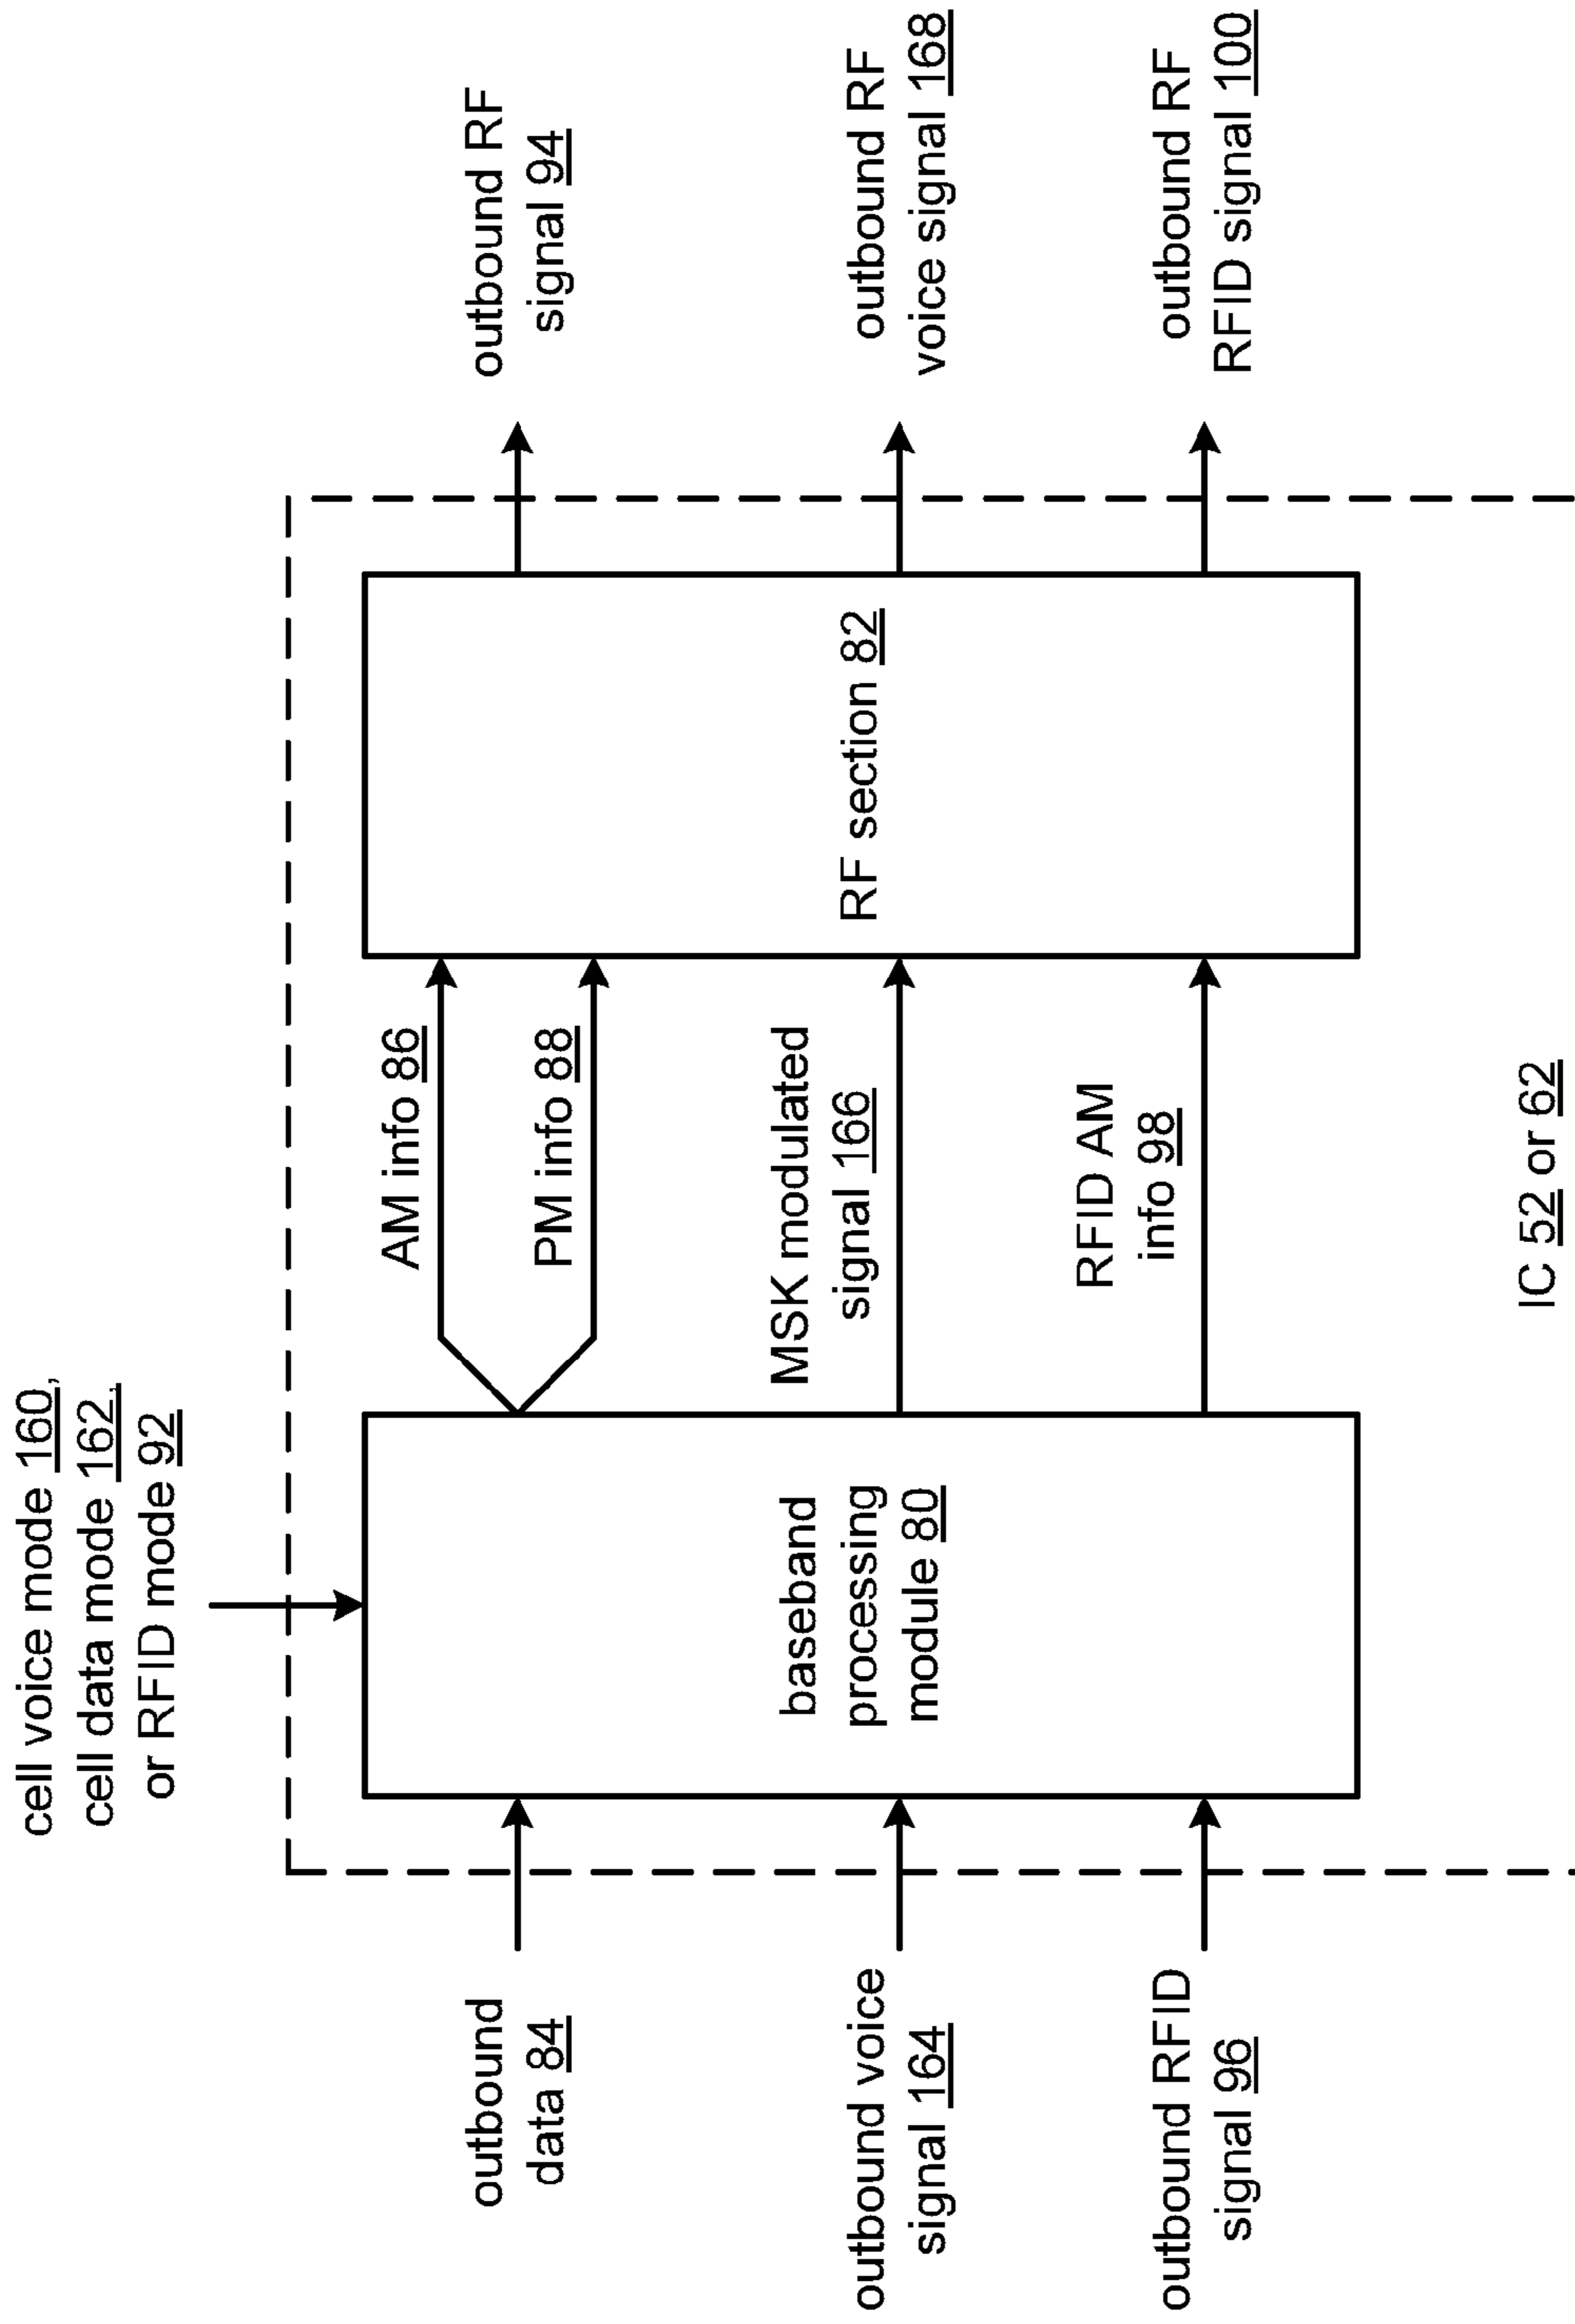 cell voice mode 160,
cell data mode 162,
or RFID mode 92
outbound
data 84
outbound voice
signal 164
outbound RFID
signal 96
baseband
processing
module 80
AM info 86
PM info 88
MSK modulated
signal 166
RFID AM
info 98
RF section 82
outbound RF
signal 94
outbound RF
voice signal 168
outbound RF
RFID signal 100
IC 52 or 62